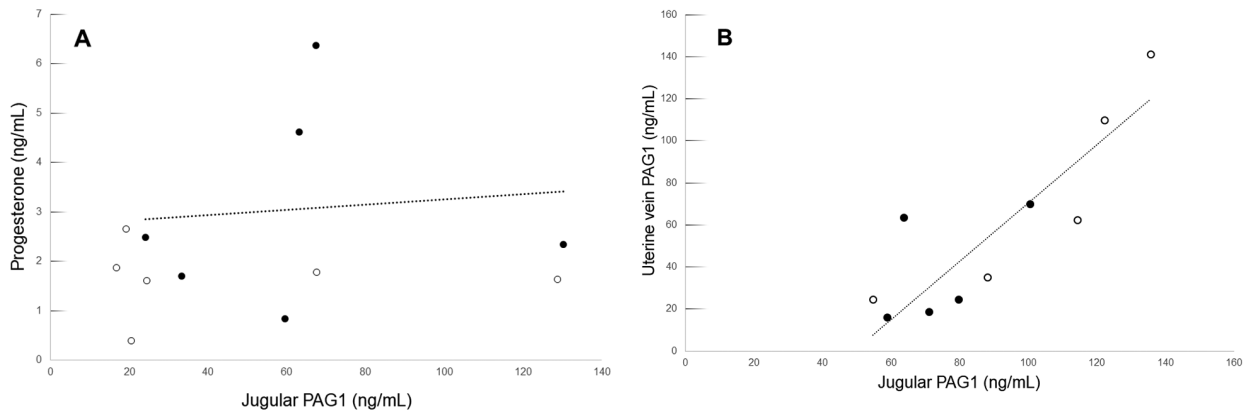 A
Progesterone (ng/mL)
7
6
5
4
3
2
1
0
0 20 40 60 80 100 120 140
Jugular PAG1 (ng/mL)
B
Uterine vein PAG1 (ng/mL)
160
140
120
100
80
60
40
20
0
0 20 40 60 80 100 120 140 160
Jugular PAG1 (ng/mL)